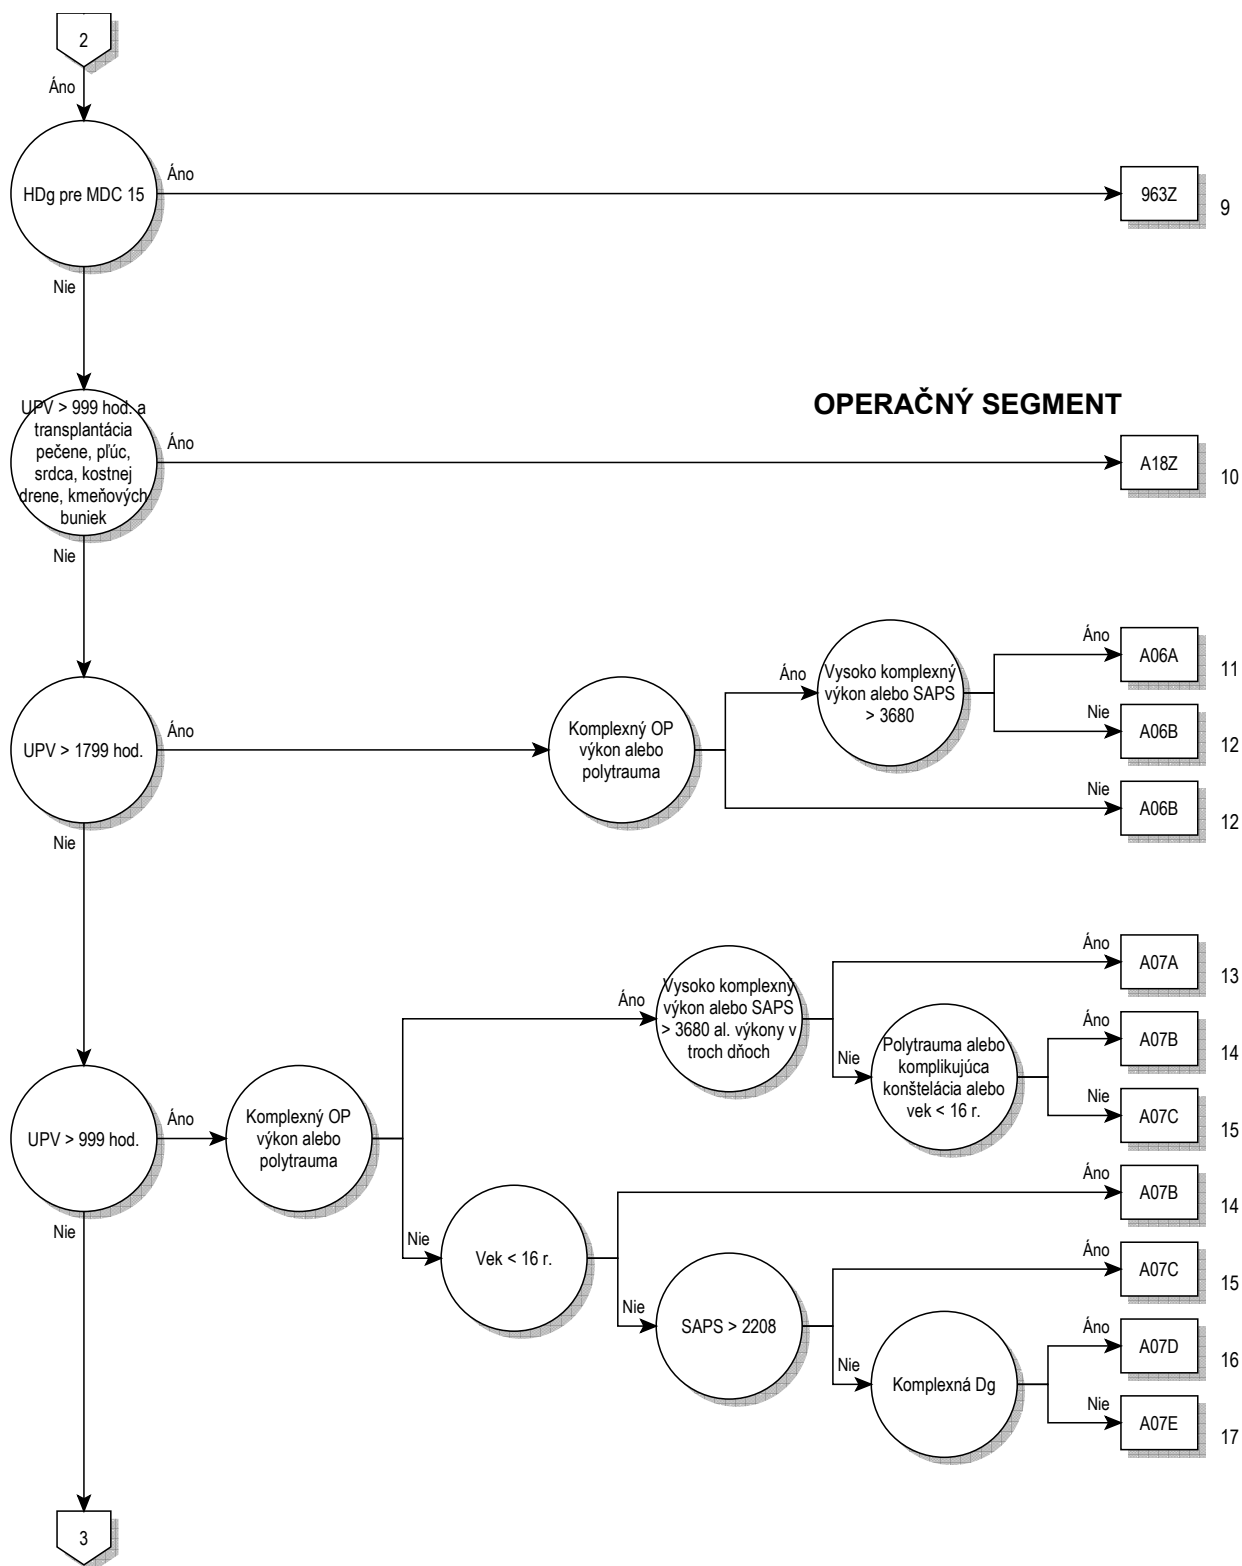 2
Áno
HDg pre MDC 15
Áno
963Z
9
Nie
OPERAČNÝ SEGMENT
UPV > 999 hod. a
transplantácia
pečene, pľúc,
srdca, kostnej
drene, kmeňových
buniek
Áno
A18Z
10
Nie
UPV > 1799 hod.
Áno
Komplexný OP
výkon alebo
polytrauma
Áno
Vysoko komplexný
výkon alebo SAPS
> 3680
Áno
A06A
11
Nie
A06B
12
Nie
A06B
12
Nie
UPV > 999 hod.
Áno
Komplexný OP
výkon alebo
polytrauma
Áno
Vysoko komplexný
výkon alebo SAPS
> 3680 al. výkony v
troch dňoch
Áno
A07A
13
Nie
Polytrauma alebo
komplikujúca
konštelácia alebo
vek < 16 r.
Áno
A07B
14
Nie
A07C
15
Nie
Vek < 16 r.
Áno
A07B
14
Nie
SAPS > 2208
Áno
A07C
15
Nie
Komplexná Dg
Áno
A07D
16
Nie
A07E
17
Nie
3